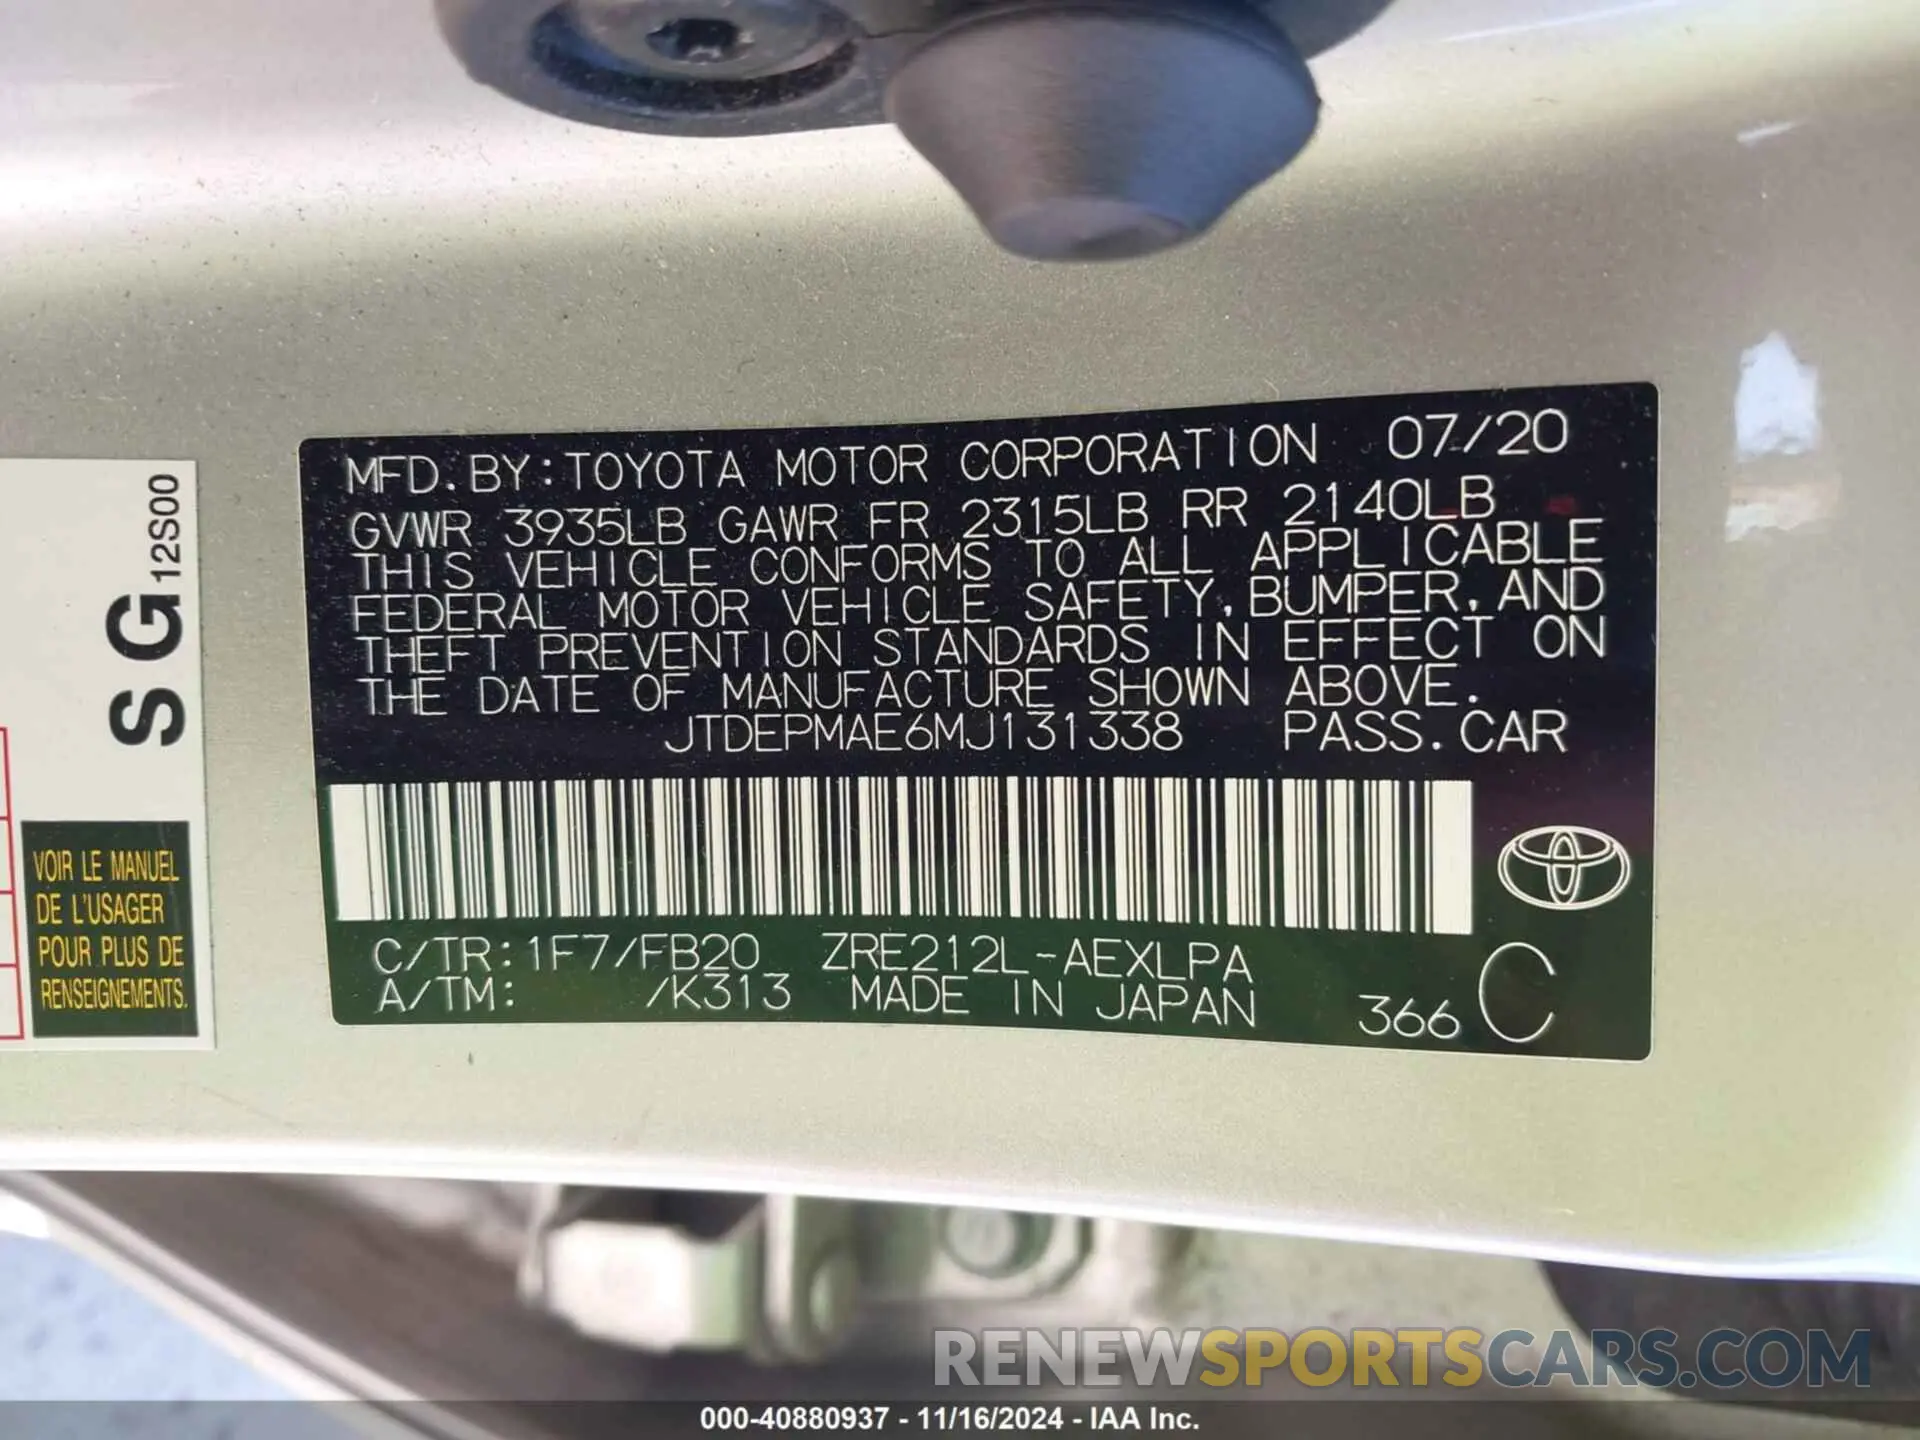 MFD. BY: TOYOTA MOTOR CORPORATION 07/20
GVWR 3935LB GAWR FR 2315LB RR 2140LB
THIS VEHICLE CONFORMS TO ALL APPLICABLE
FEDERAL MOTOR VEHICLE SAFETY, BUMPER, AND
THEFT PREVENTION STANDARDS IN EFFECT ON
THE DATE OF MANUFACTURE SHOWN ABOVE.
JTDEPMAE6MJ131338 PASS. CAR
C/TR: 1F7/FB20 ZRE212L-AEXLPA
A/TM: /K313 MADE IN JAPAN 366 C
SG12S00
VOIR LE MANUEL
DE L'USAGER
POUR PLUS DE
RENSEIGNEMENTS.
RENEWSPORTSCARS.COM
000-40880937 - 11/16/2024 - IAA Inc.